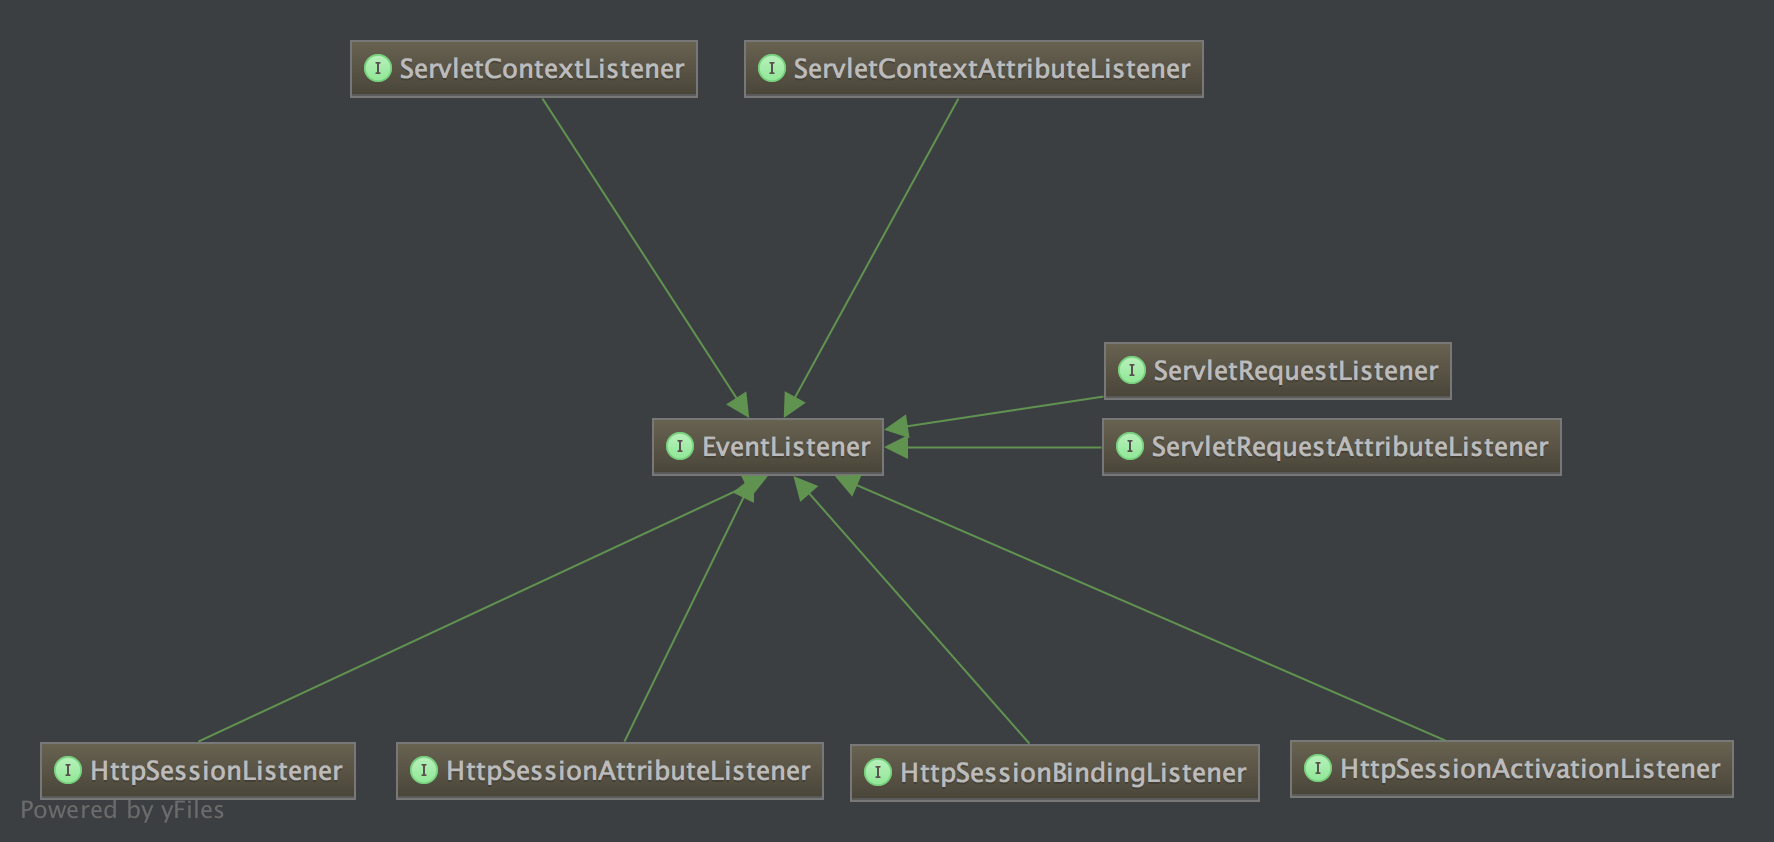 I ServletContextListener
I ServletContextAttributeListener
I ServletRequestListener
I EventListener
I ServletRequestAttributeListener
I HttpSessionListener
I HttpSessionAttributeListener
I HttpSessionBindingListener
I HttpSessionActivationListener
Powered by yFiles